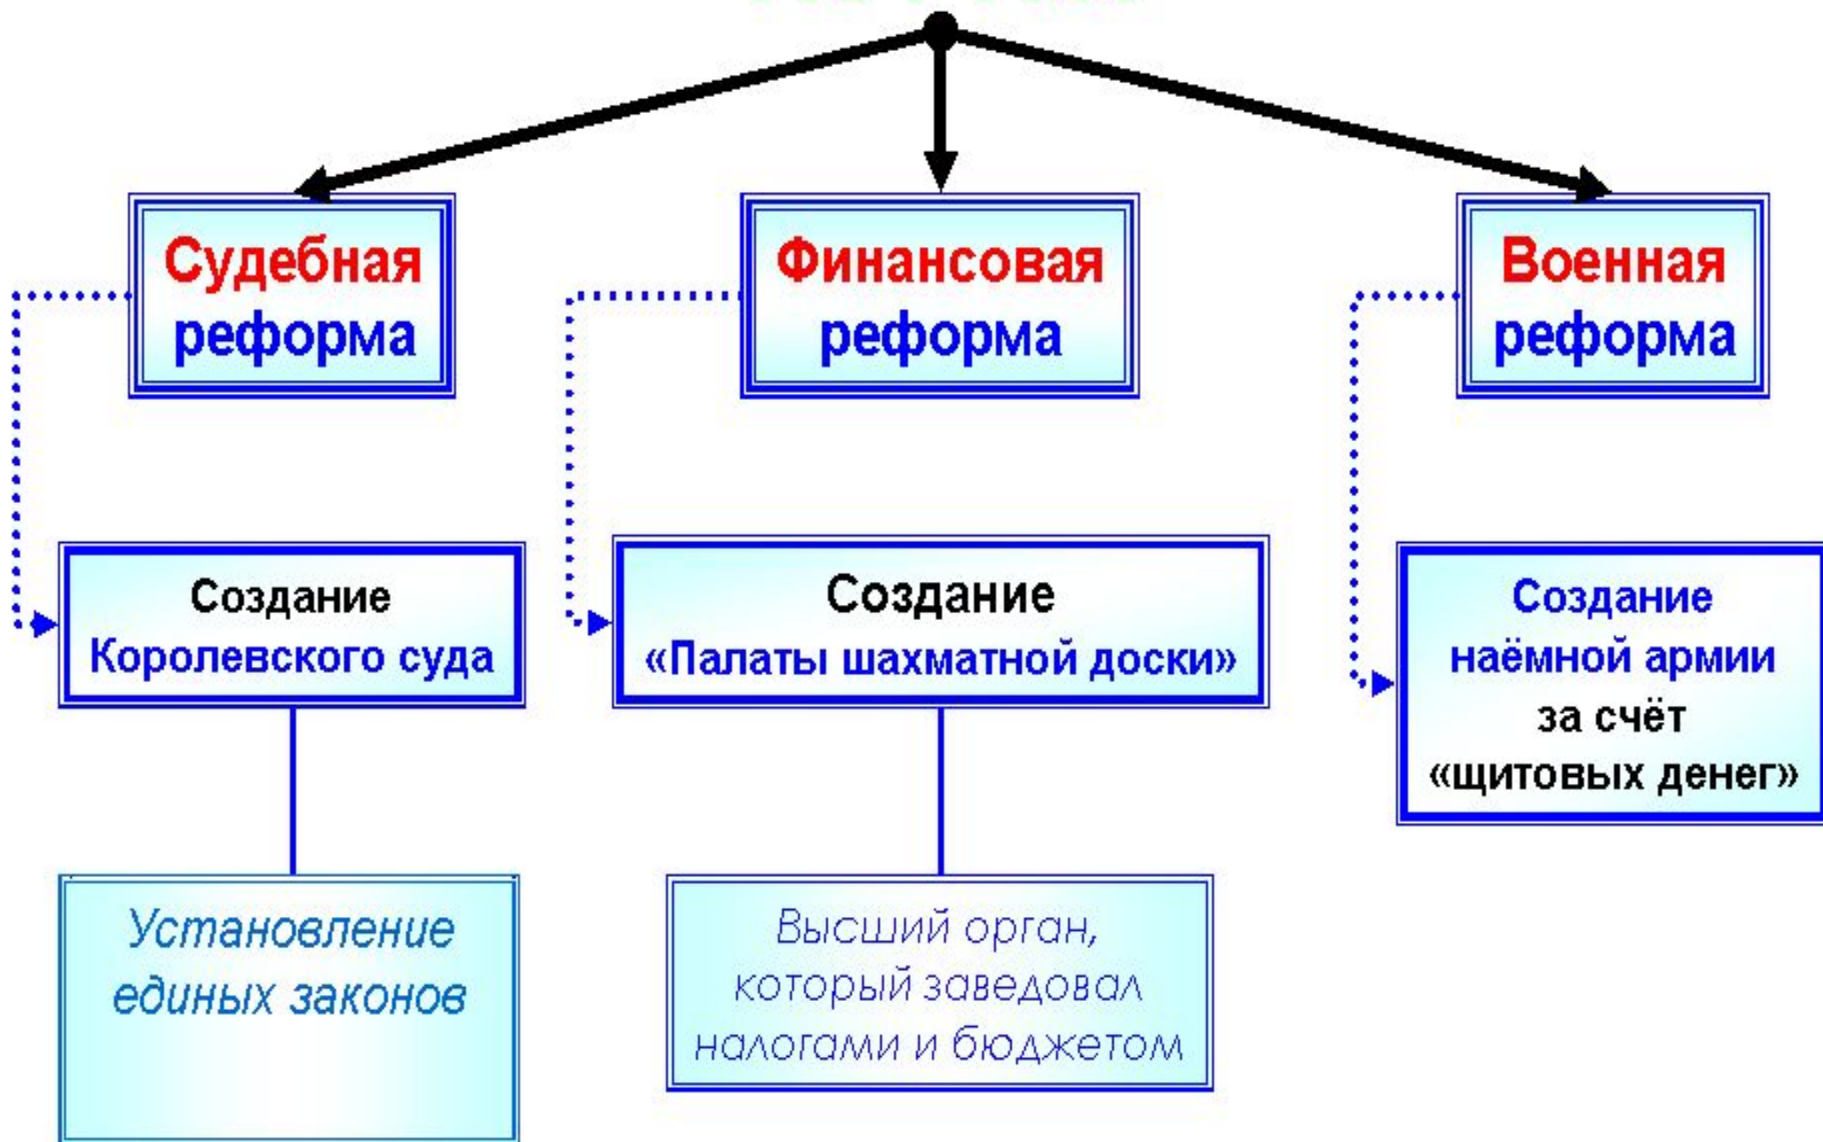 Судебная
реформа
Финансовая
реформа
Военная
реформа
Создание
Королевского суда
Создание
«Палаты шахматной доски»
Создание
наёмной армии
за счёт
«щитовых денег»
Установление
единых законов
Высший орган,
который заведовал
налогами и бюджетом